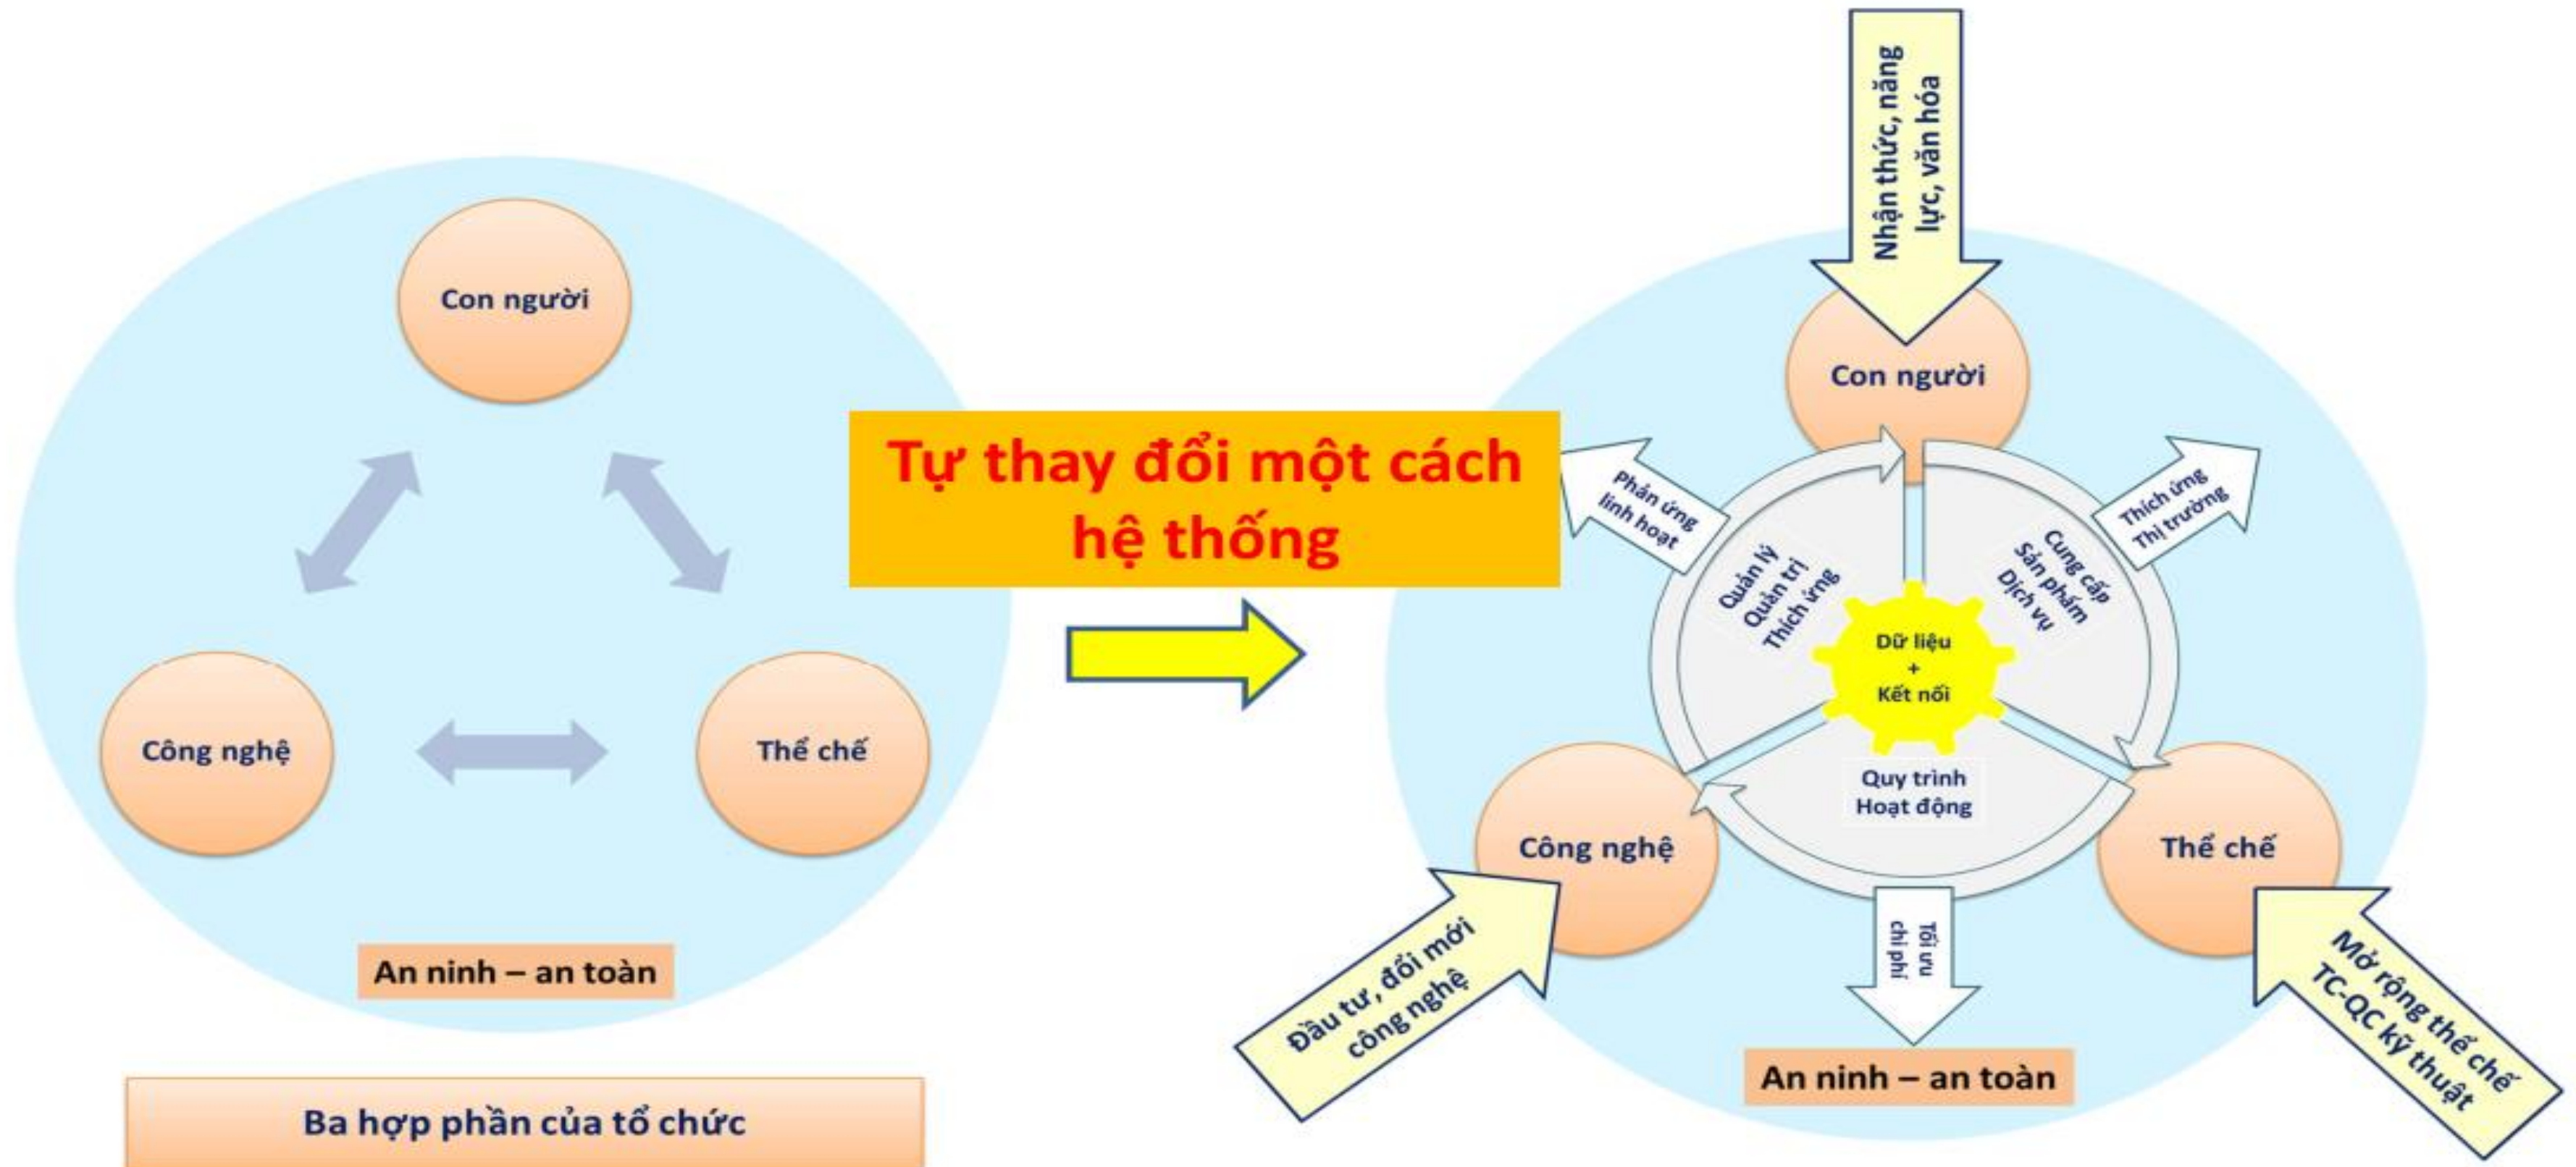 Con người
Công nghệ
Thể chế
An ninh – an toàn
Ba hợp phần của tổ chức
Tự thay đổi một cách
hệ thống
Nhận thức, năng
lực, văn hóa
Con người
Phản ứng
linh hoạt
Thích ứng
Thị trường
Quản lý
Quản trị
Thích ứng
Cung cấp
Sản phẩm
Dịch vụ
Dữ liệu
+
Kết nối
Quy trình
Hoạt động
Công nghệ
Thể chế
Tối ưu
chi phí
Đầu tư, đổi mới
công nghệ
Mở rộng thể chế
TC-QC kỹ thuật
An ninh – an toàn